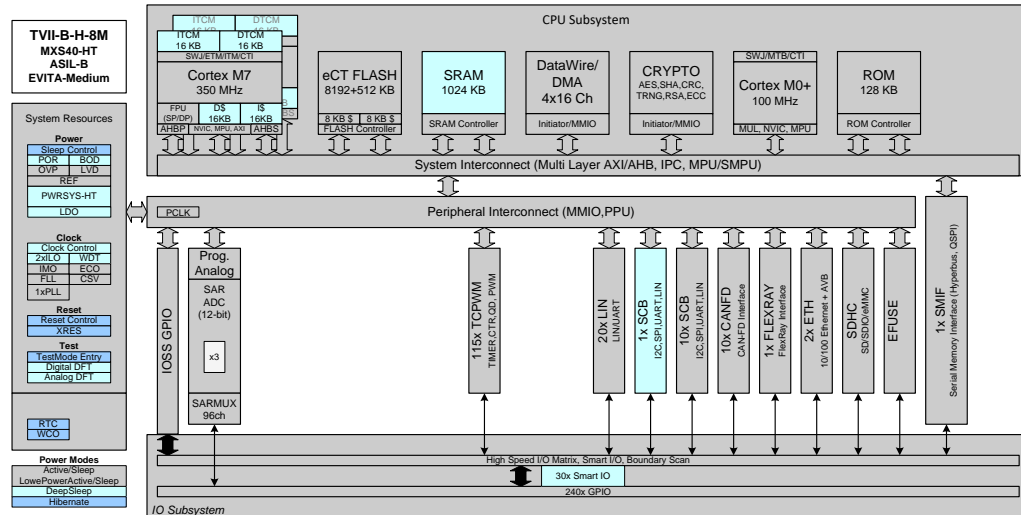 TVII-B-H-8M
MXS40-HT
ASIL-B
EVITA-Medium
System Resources
Power
Sleep Control
POR BOD
OVP LVD
REF
PWRSYS-HT
LDO
Clock
Clock Control
2xILO WDT
IMO ECO
FLL CSV
1xPLL
Reset
Reset Control
XRES
Test
TestMode Entry
Digital DFT
Analog DFT
RTC
WCO
Power Modes
Active/Sleep
LowePowerActive/Sleep
DeepSleep
Hibernate
CPU Subsystem
ITCM DTCM
16 KB 16 KB
ITCM DTCM
16 KB 16 KB
SWJ/ETM/ITM/CTI
Cortex M7
350 MHz
FPU
(SP/DP)
D$
16KB
I$
16KB
AHBP NVIC, MPU, AXI AHBS
eCT FLASH
8192+512 KB
8 KB $ 8 KB $
FLASH Controller
SRAM
1024 KB
SRAM Controller
DataWire/
DMA
4x16 Ch
Initiator/MMIO
CRYPTO
AES,SHA,CRC,
TRNG,RSA,ECC
Initiator/MMIO
SWJ/MTB/CTI
Cortex M0+
100 MHz
MUL, NVIC, MPU
ROM
128 KB
ROM Controller
System Interconnect (Multi Layer AXI/AHB, IPC, MPU/SMPU)
PCLK
Peripheral Interconnect (MMIO,PPU)
IOSS GPIO
Prog.
Analog
SAR
ADC
(12-bit)
x3
SARMUX
96ch
115x TCPWM
TIMER,CTR,QD, PWM
20x LIN
LIN/UART
1x SCB
I2C,SPI,UART,LIN
10x SCB
I2C,SPI,UART,LIN
10x CANFD
CAN-FD Interface
1x FLEXRAY
FlexRay Interface
2x ETH
10/100 Ethernet + AVB
SDHC
SD/SDIO/eMMC
EFUSE
1x SMIF
Serial Memory Interface (Hyperbus, QSPI)
High Speed I/O Matrix, Smart I/O, Boundary Scan
30x Smart IO
240x GPIO
IO Subsystem